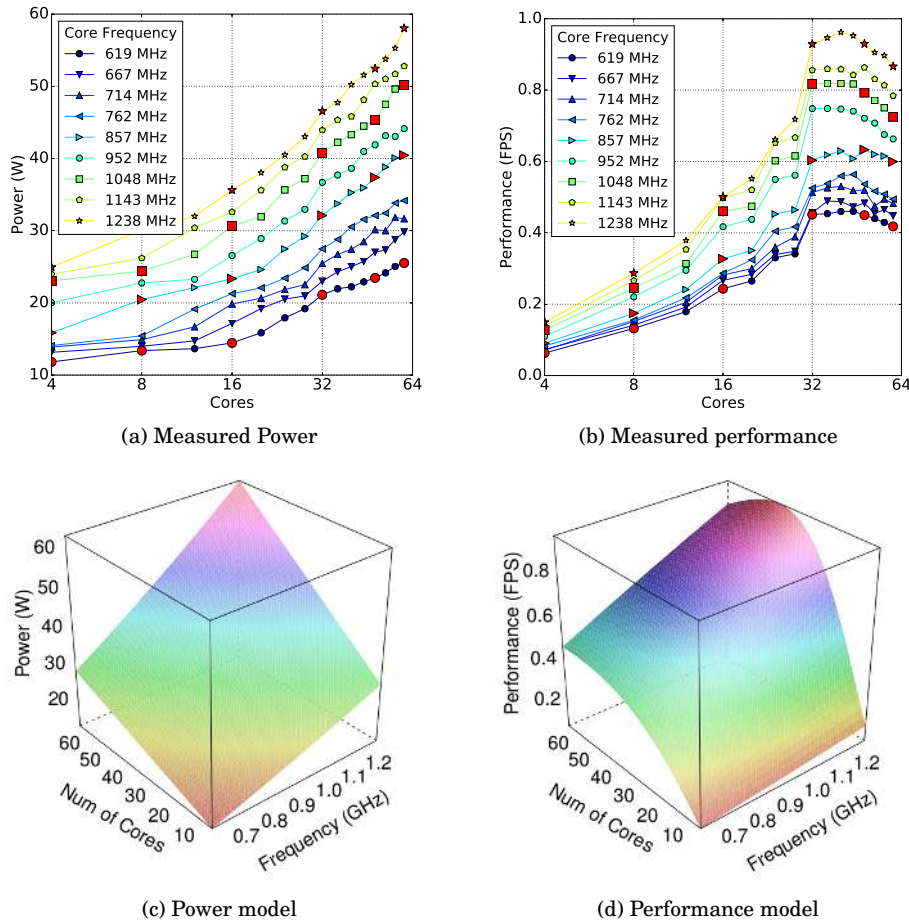 60
50
40
30
20
10
Power (W)
Core Frequency
619 MHz
667 MHz
714 MHz
762 MHz
857 MHz
952 MHz
1048 MHz
1143 MHz
1238 MHz
4 8 16 32 64
Cores
(a) Measured Power
1.0
0.8
0.6
0.4
0.2
0.0
Performance (FPS)
Core Frequency
619 MHz
667 MHz
714 MHz
762 MHz
857 MHz
952 MHz
1048 MHz
1143 MHz
1238 MHz
4 8 16 32 64
Cores
(b) Measured performance
60
50
40
30
20
Power (W)
60 50 40 30 20 10
Num of Cores
0.7 0.8 0.9 1.0 1.1 1.2
Frequency (GHz)
(c) Power model
0.8
0.6
0.4
0.2
Performance (FPS)
60 50 40 30 20 10
Num of Cores
0.7 0.8 0.9 1.0 1.1 1.2
Frequency (GHz)
(d) Performance model